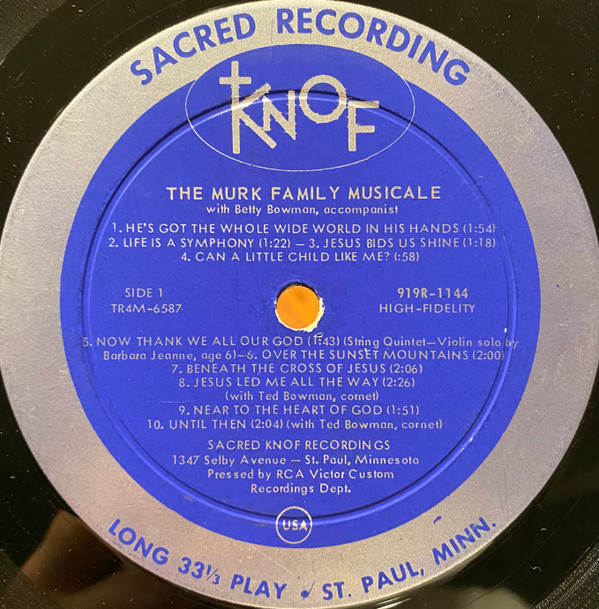 SACRED RECORDING
KNOF
THE MURK FAMILY MUSICALE
with Betty Bowman, accompanist
1. HE'S GOT THE WHOLE WIDE WORLD IN HIS HANDS (1:54)
2. LIFE IS A SYMPHONY (1:22) — 3. JESUS BIDS US SHINE (1:18)
4. CAN A LITTLE CHILD LIKE ME? (:58)
SIDE 1 919R-1144
TR4M-6587 HIGH-FIDELITY
5. NOW THANK WE ALL OUR GOD (1:43) (String Quintet—Violin solo by
Barbara Jeanne, age 6)—6. OVER THE SUNSET MOUNTAINS (2:00)
7. BENEATH THE CROSS OF JESUS (2:06)
8. JESUS LED ME ALL THE WAY (2:26)
(with Ted Bowman, cornet)
9. NEAR TO THE HEART OF GOD (1:51)
10. UNTIL THEN (2:04) (with Ted Bowman, cornet)
SACRED KNOF RECORDINGS
1347 Selby Avenue — St. Paul, Minnesota
Pressed by RCA Victor Custom
Recordings Dept.
USA
LONG 33⅓ PLAY ♩ ST. PAUL, MINN.